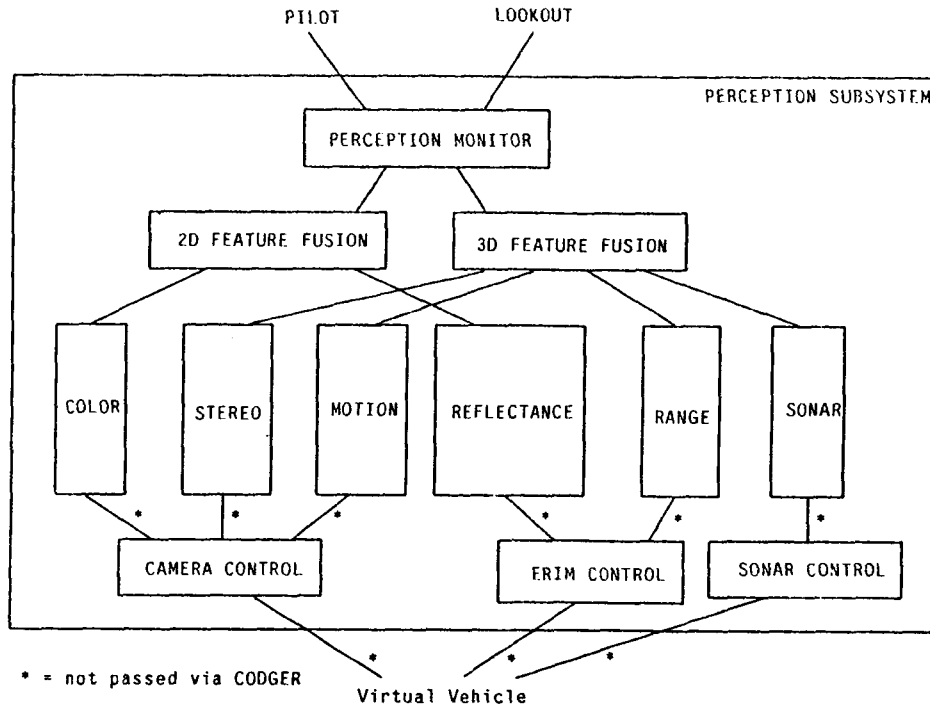 PILOT LOOKOUT
PERCEPTION SUBSYSTEM
PERCEPTION MONITOR
2D FEATURE FUSION 3D FEATURE FUSION
COLOR STEREO MOTION REFLECTANCE RANGE SONAR
* * * * * *
CAMERA CONTROL ERIM CONTROL SONAR CONTROL
* * *
* = not passed via CODGER
Virtual Vehicle